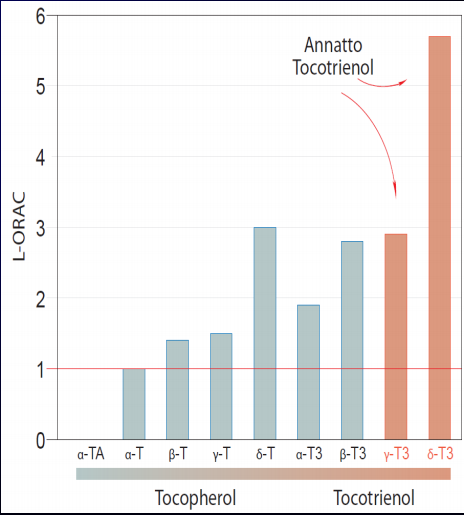 6
5
4
3
2
1
0
L-ORAC
Annatto
Tocotrienol
α-TA α-T β-T γ-T δ-T α-T3 β-T3 γ-T3 δ-T3
Tocopherol Tocotrienol